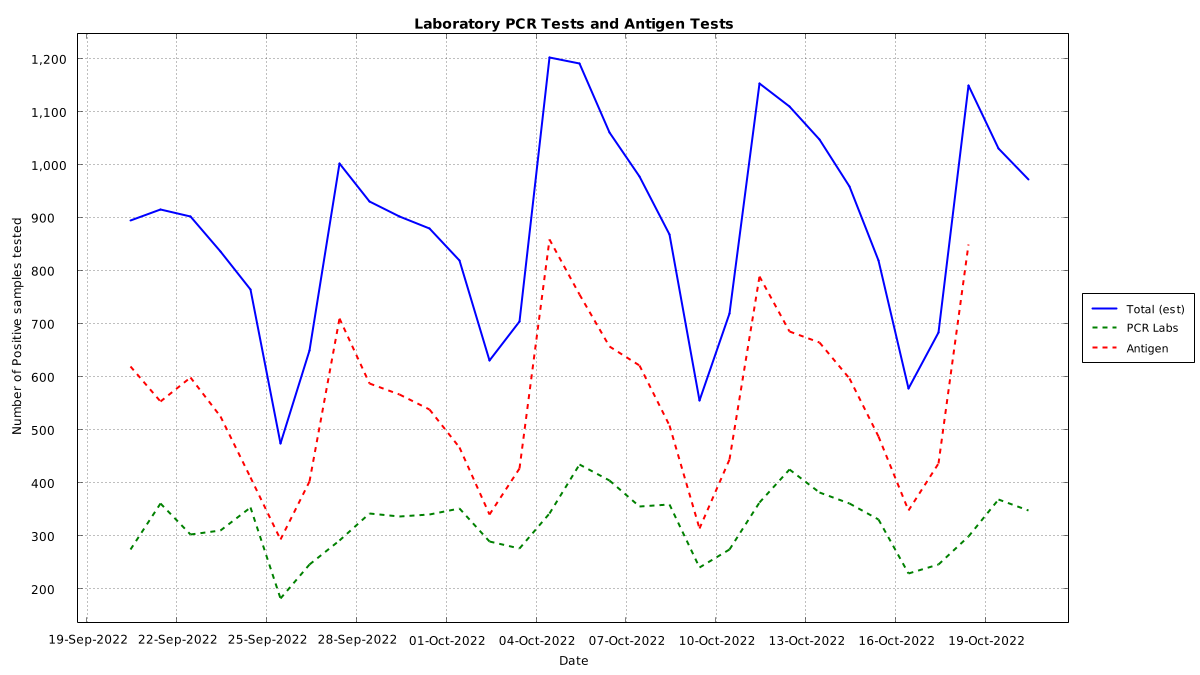 Laboratory PCR Tests and Antigen Tests
Number of Positive samples tested
1,200
1,100
1,000
900
800
700
600
500
400
300
200
19-Sep-2022 22-Sep-2022 25-Sep-2022 28-Sep-2022 01-Oct-2022 04-Oct-2022 07-Oct-2022 10-Oct-2022 13-Oct-2022 16-Oct-2022 19-Oct-2022
Date
Total (est)
PCR Labs
Antigen